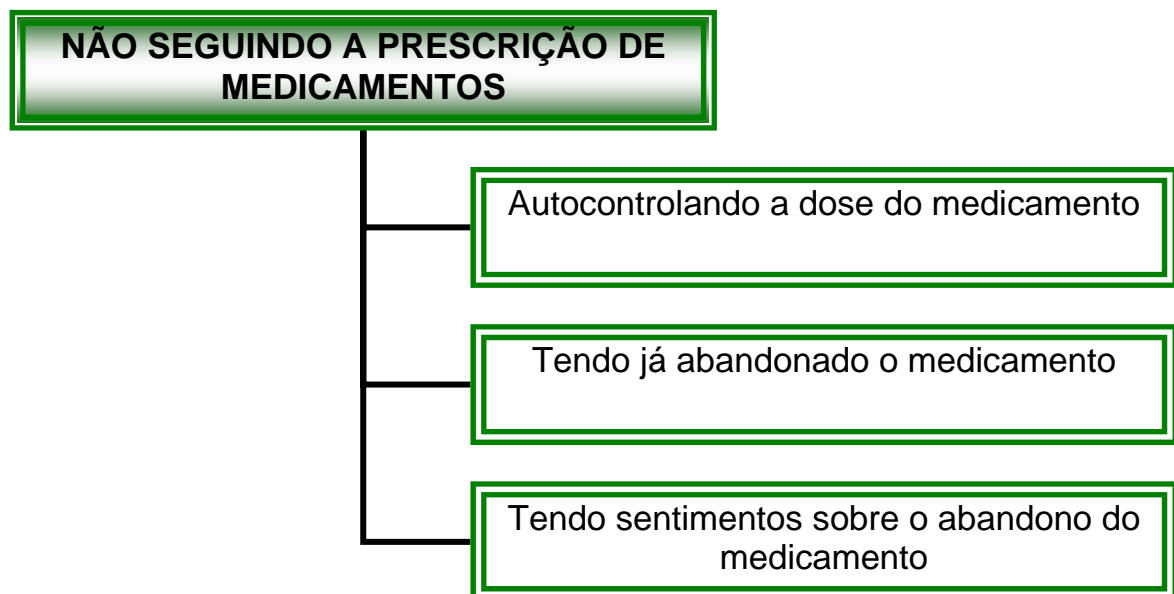 NÃO SEGUINDO A PRESCRIÇÃO DE
MEDICAMENTOS
Autocontrolando a dose do medicamento
Tendo já abandonado o medicamento
Tendo sentimentos sobre o abandono do
medicamento